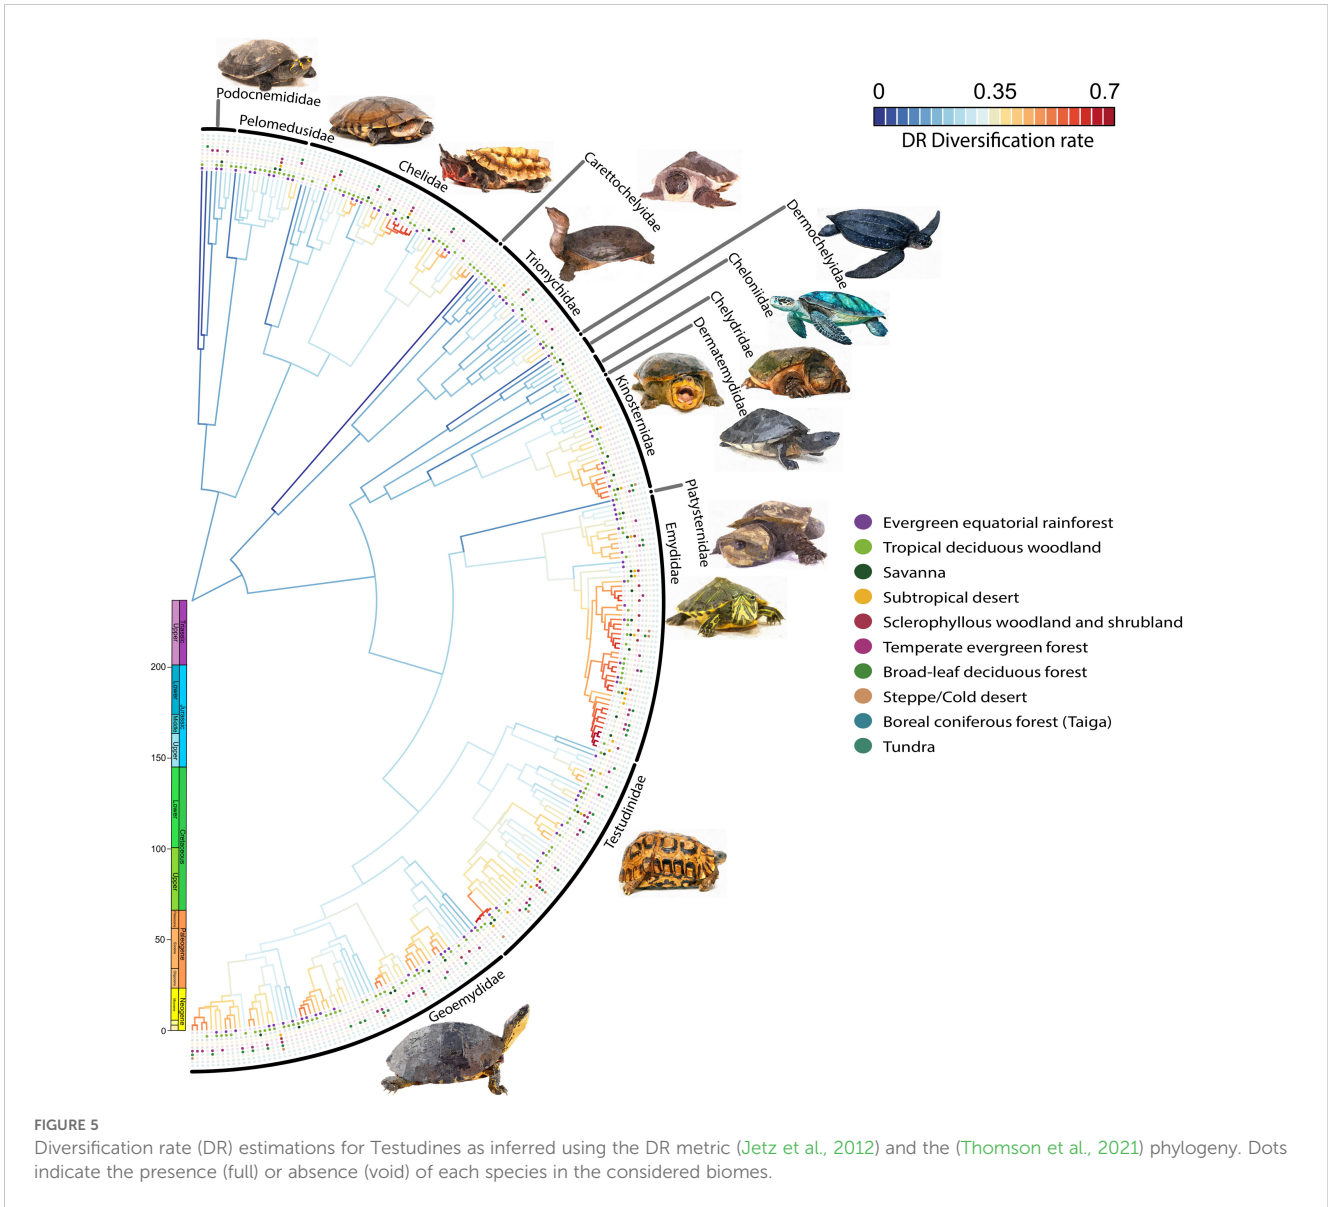 Podocnemididae
Pelomedusidae
Chelidae
Carettochelyidae
Trionychidae
Dermochelyidae
Cheloniidae
Chelydridae
Dermatemydidae
Kinosternidae
Platysternidae
Emydidae
Testudinidae
Geoemydidae
0 0.35 0.7
DR Diversification rate
Evergreen equatorial rainforest
Tropical deciduous woodland
Savanna
Subtropical desert
Sclerophyllous woodland and shrubland
Temperate evergreen forest
Broad-leaf deciduous forest
Steppe/Cold desert
Boreal coniferous forest (Taiga)
Tundra
Upper Triassic
200
Lower Jurassic
Middle
Upper
150
Lower Cretaceous
100
Upper
Paleogene
50
Neogene
0
FIGURE 5
Diversification rate (DR) estimations for Testudines as inferred using the DR metric (Jetz et al., 2012) and the (Thomson et al., 2021) phylogeny. Dots
indicate the presence (full) or absence (void) of each species in the considered biomes.